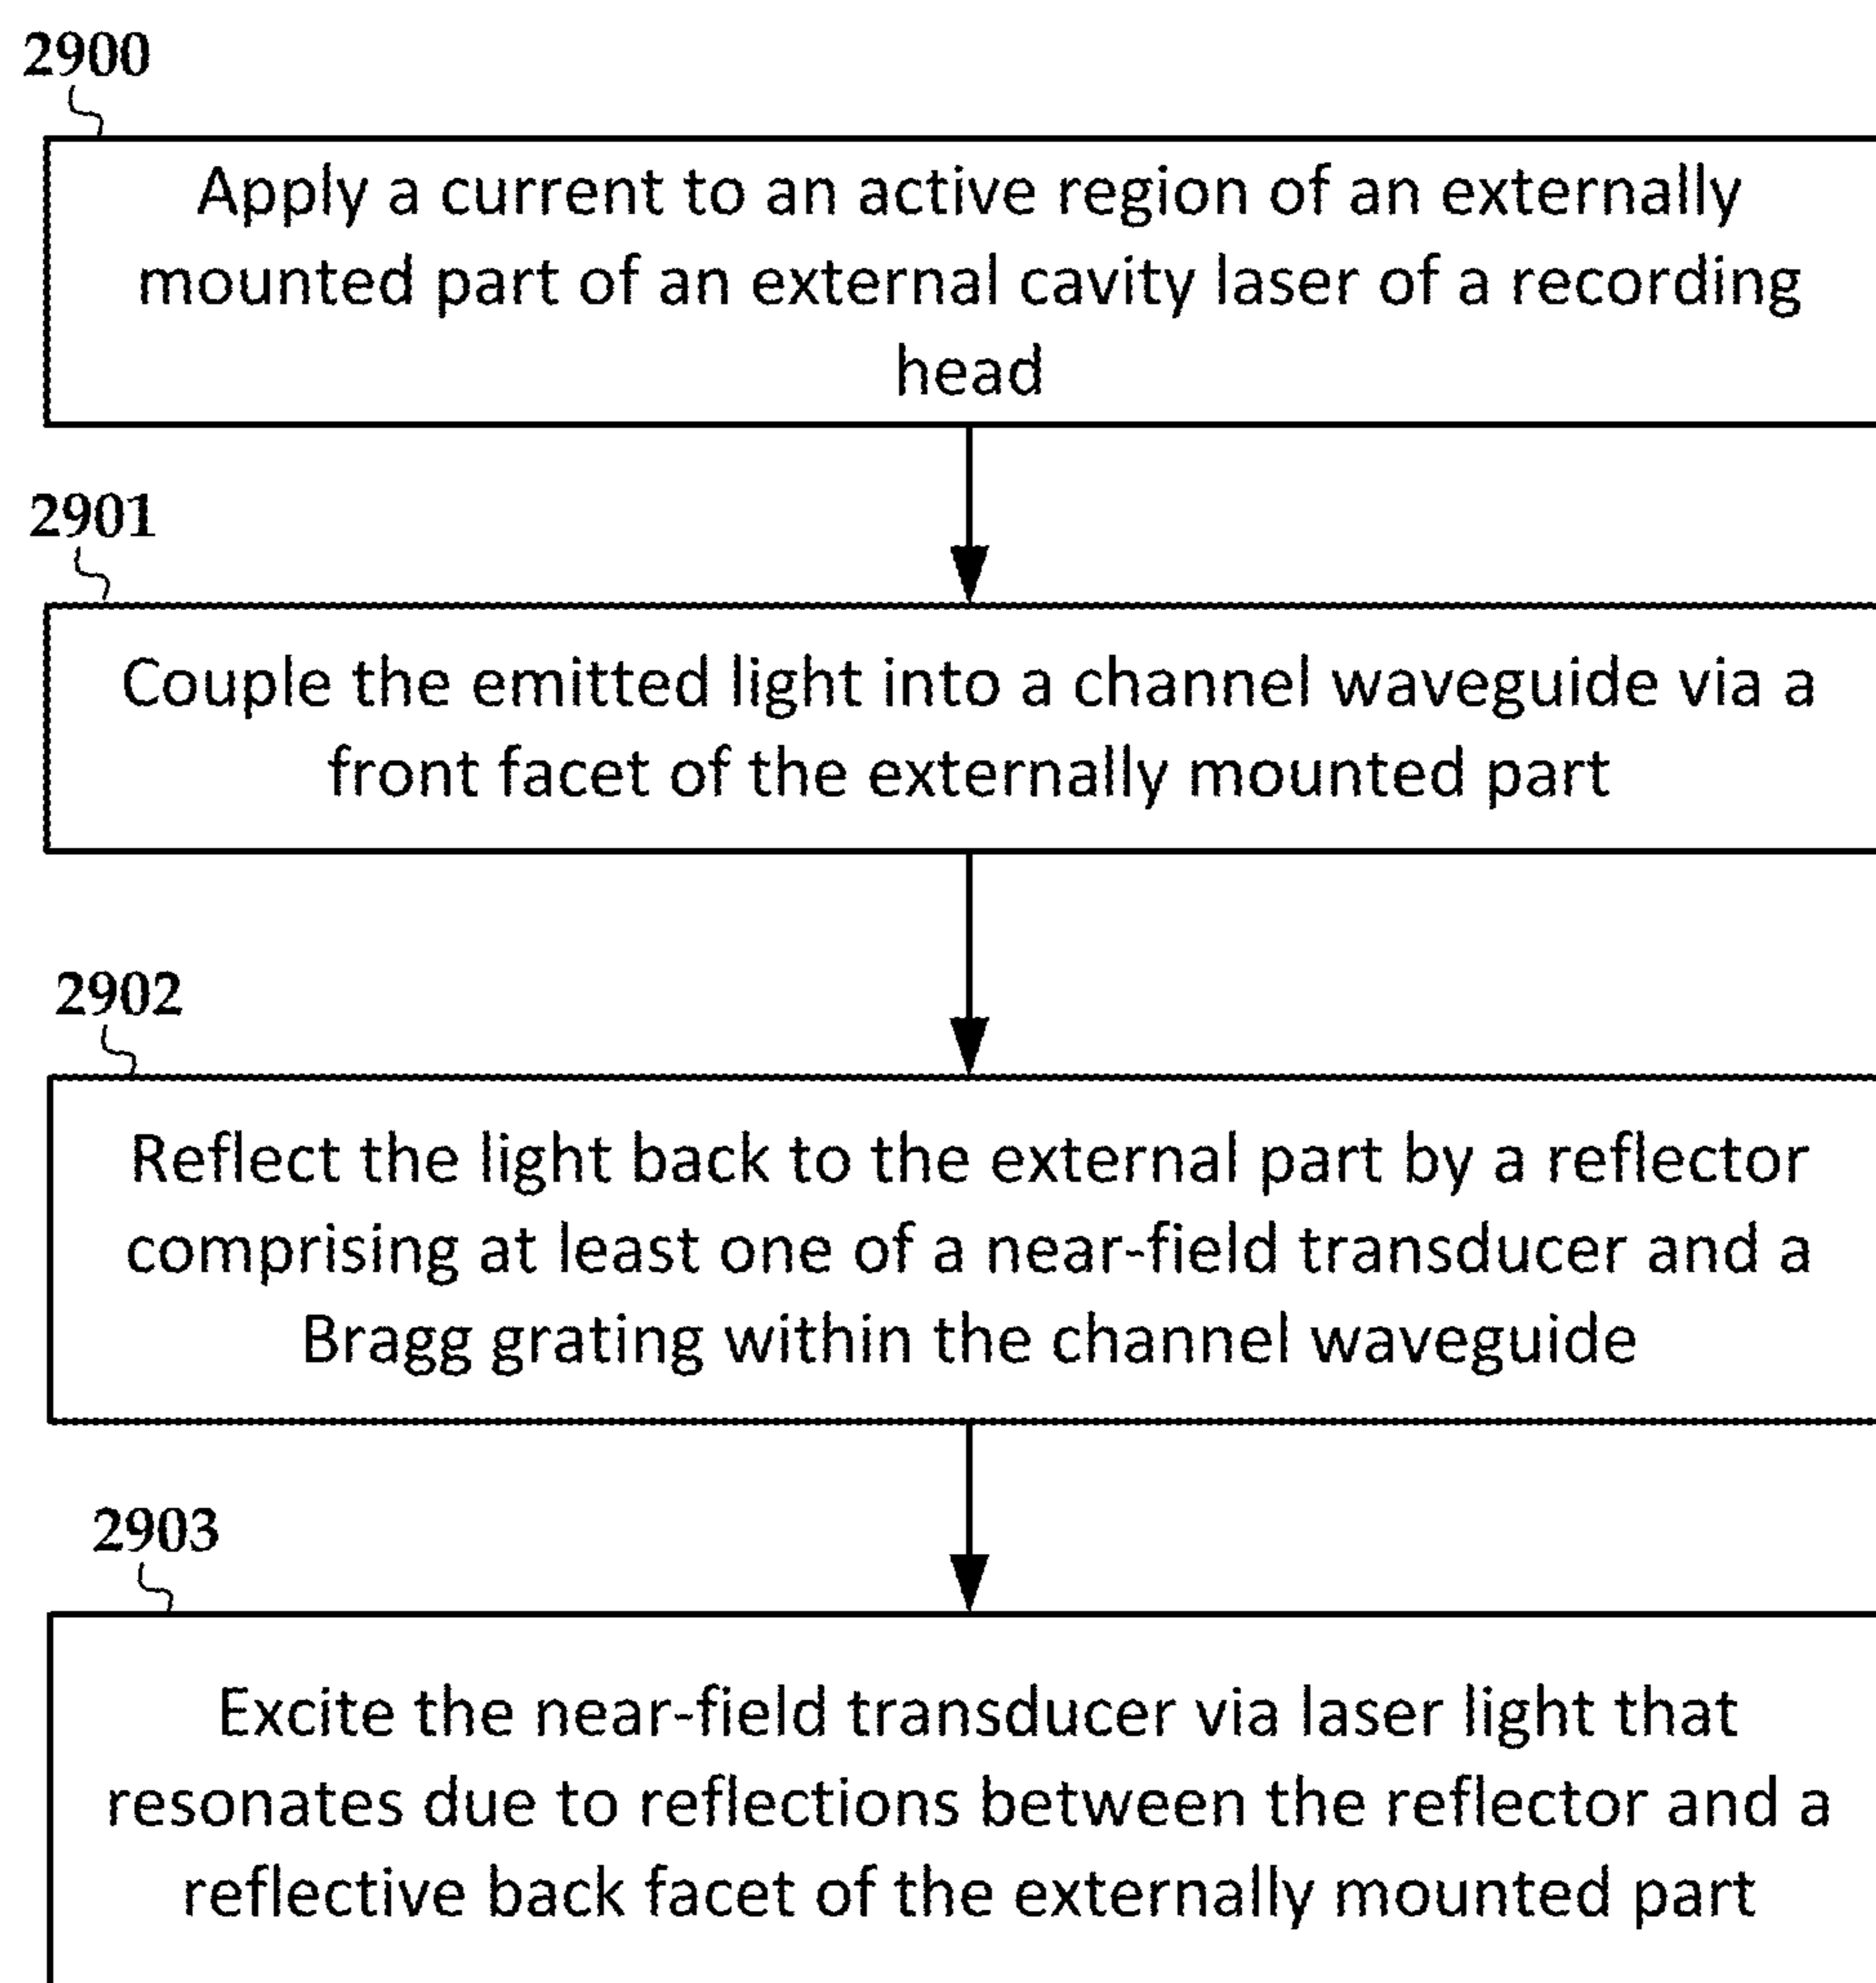 2900
Apply a current to an active region of an externally
mounted part of an external cavity laser of a recording
head
2901
Couple the emitted light into a channel waveguide via a
front facet of the externally mounted part
2902
Reflect the light back to the external part by a reflector
comprising at least one of a near-field transducer and a
Bragg grating within the channel waveguide
2903
Excite the near-field transducer via laser light that
resonates due to reflections between the reflector and a
reflective back facet of the externally mounted part